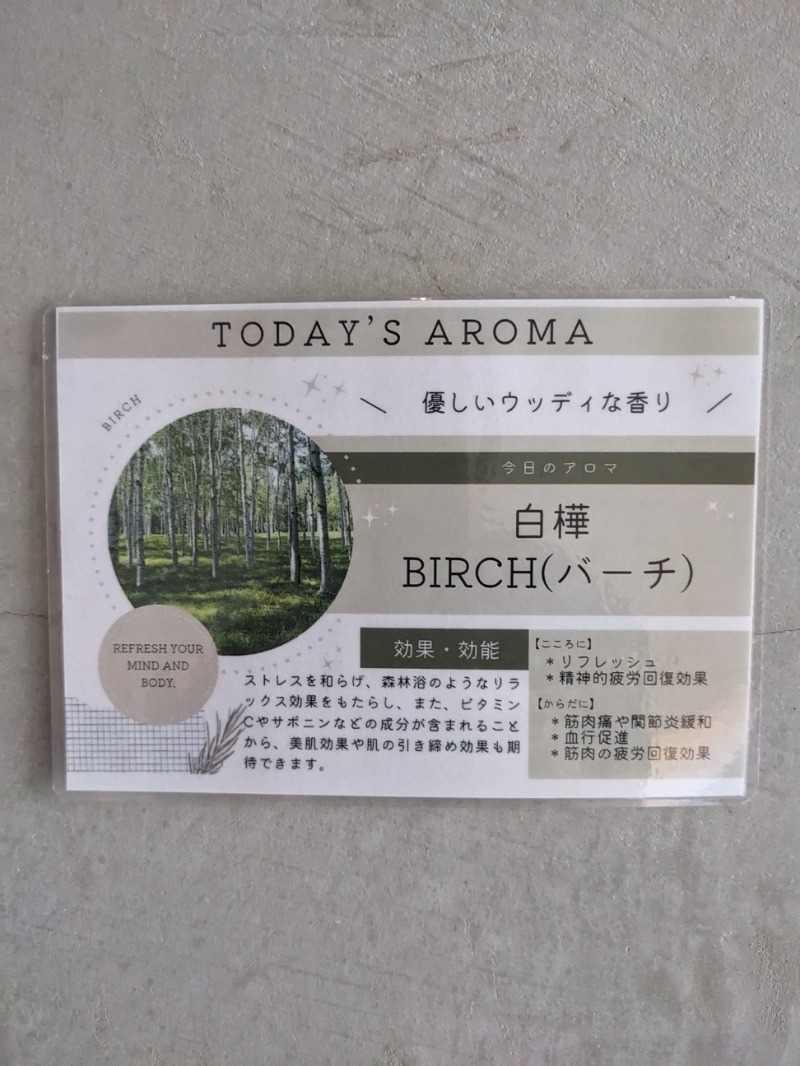 TODAY'S AROMA
BIRCH
＼ 優しいウッディな香り ／
今日のアロマ
白樺
BIRCH(バーチ)
REFRESH YOUR
MIND AND
BODY.
効果・効能
ストレスを和らげ、森林浴のようなリラ
ックス効果をもたらし、また、ビタミン
Cやサポニンなどの成分が含まれること
から、美肌効果や肌の引き締め効果も期
待できます。
【こころに】
＊リフレッシュ
＊精神的疲労回復効果
【からだに】
＊筋肉痛や関節炎緩和
＊血行促進
＊筋肉の疲労回復効果